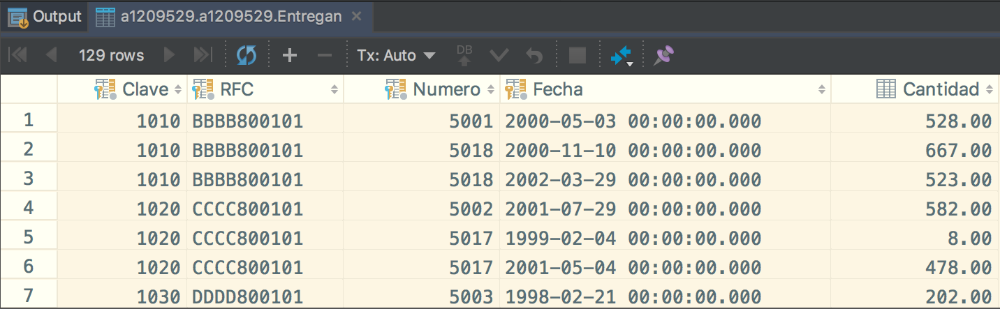 Output a1209529.a1209529.Entregan ×
129 rows Tx: Auto DB
Clave RFC Numero Fecha Cantidad
1 1010 BBBB800101 5001 2000-05-03 00:00:00.000 528.00
2 1010 BBBB800101 5018 2000-11-10 00:00:00.000 667.00
3 1010 BBBB800101 5018 2002-03-29 00:00:00.000 523.00
4 1020 CCCC800101 5002 2001-07-29 00:00:00.000 582.00
5 1020 CCCC800101 5017 1999-02-04 00:00:00.000 8.00
6 1020 CCCC800101 5017 2001-05-04 00:00:00.000 478.00
7 1030 DDDD800101 5003 1998-02-21 00:00:00.000 202.00